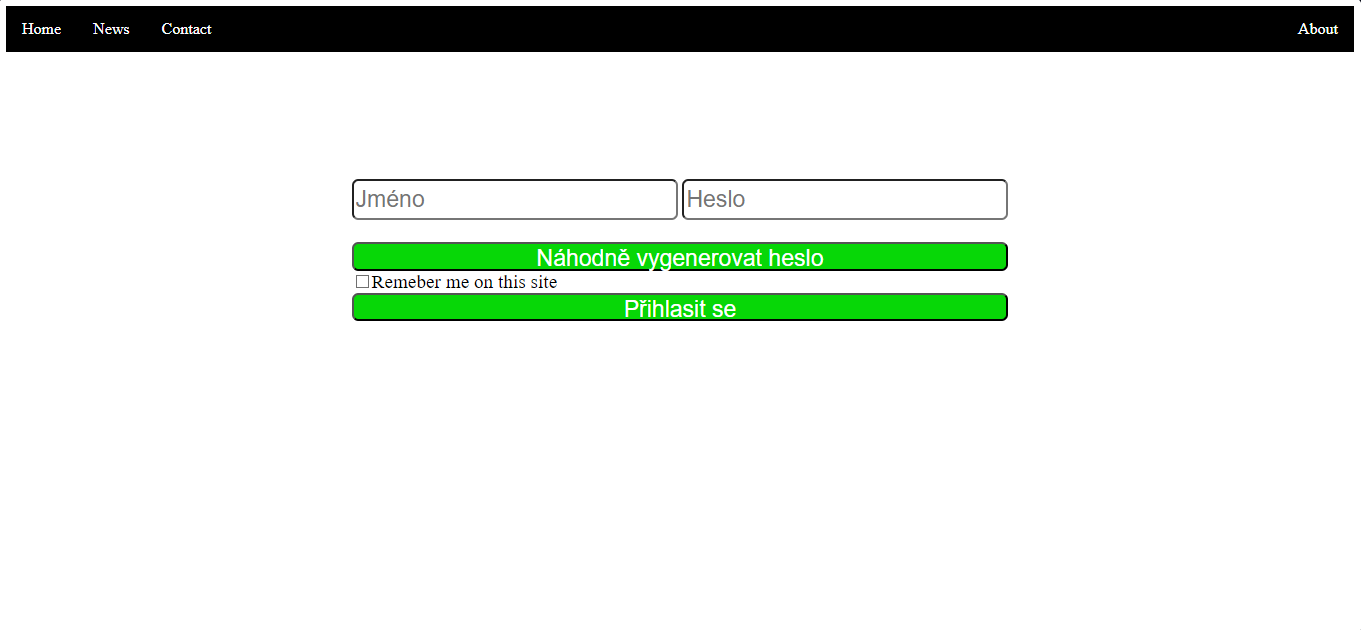 Home News Contact About
Jméno Heslo
Náhodně vygenerovat heslo
Remeber me on this site
Přihlasit se